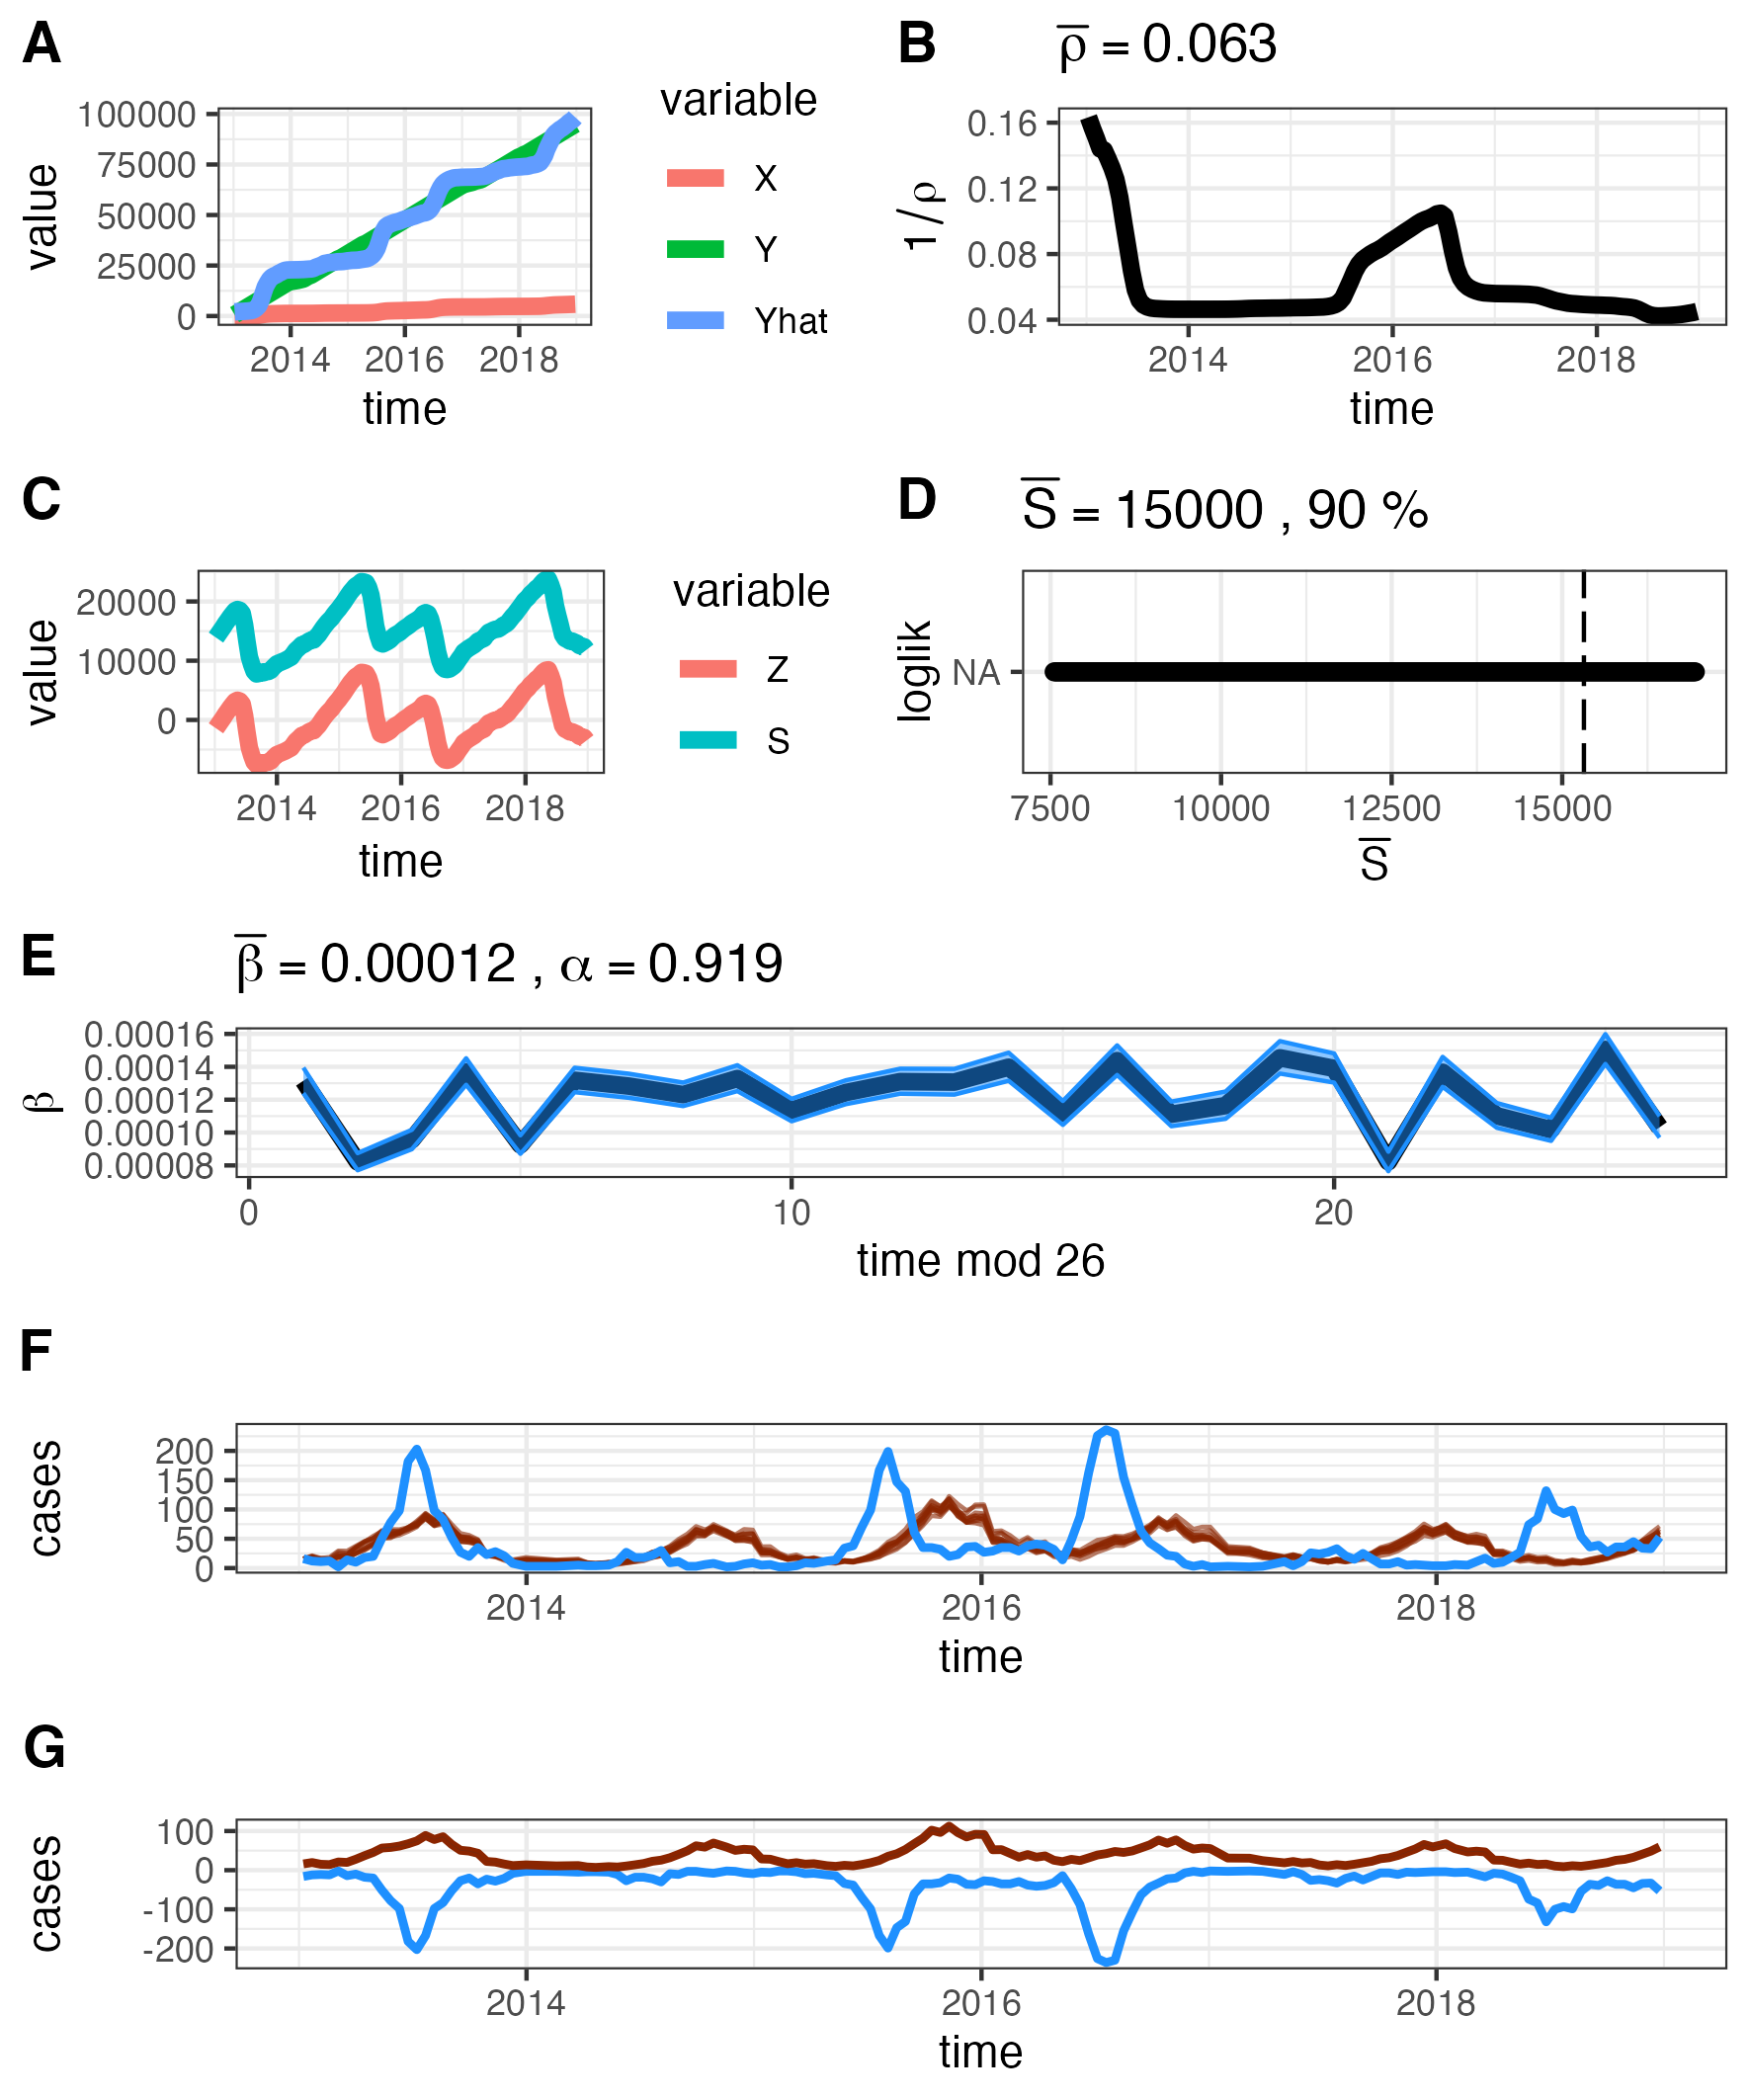 A
100000
75000
50000
25000
0
value
2014 2016 2018
time
variable
X
Y
Yhat
B
ρ̅ = 0.063
0.16
0.12
0.08
0.04
1/ρ
2014 2016 2018
time
C
20000
10000
0
value
2014 2016 2018
time
variable
Z
S
D
S̅ = 15000 , 90 %
loglik
NA
7500 10000 12500 15000
S̅
E
β̅ = 0.00012 , α = 0.919
0.00016
0.00014
0.00012
0.00010
0.00008
β
0 10 20
time mod 26
F
200
150
100
50
0
cases
2014 2016 2018
time
G
100
0
-100
-200
cases
2014 2016 2018
time